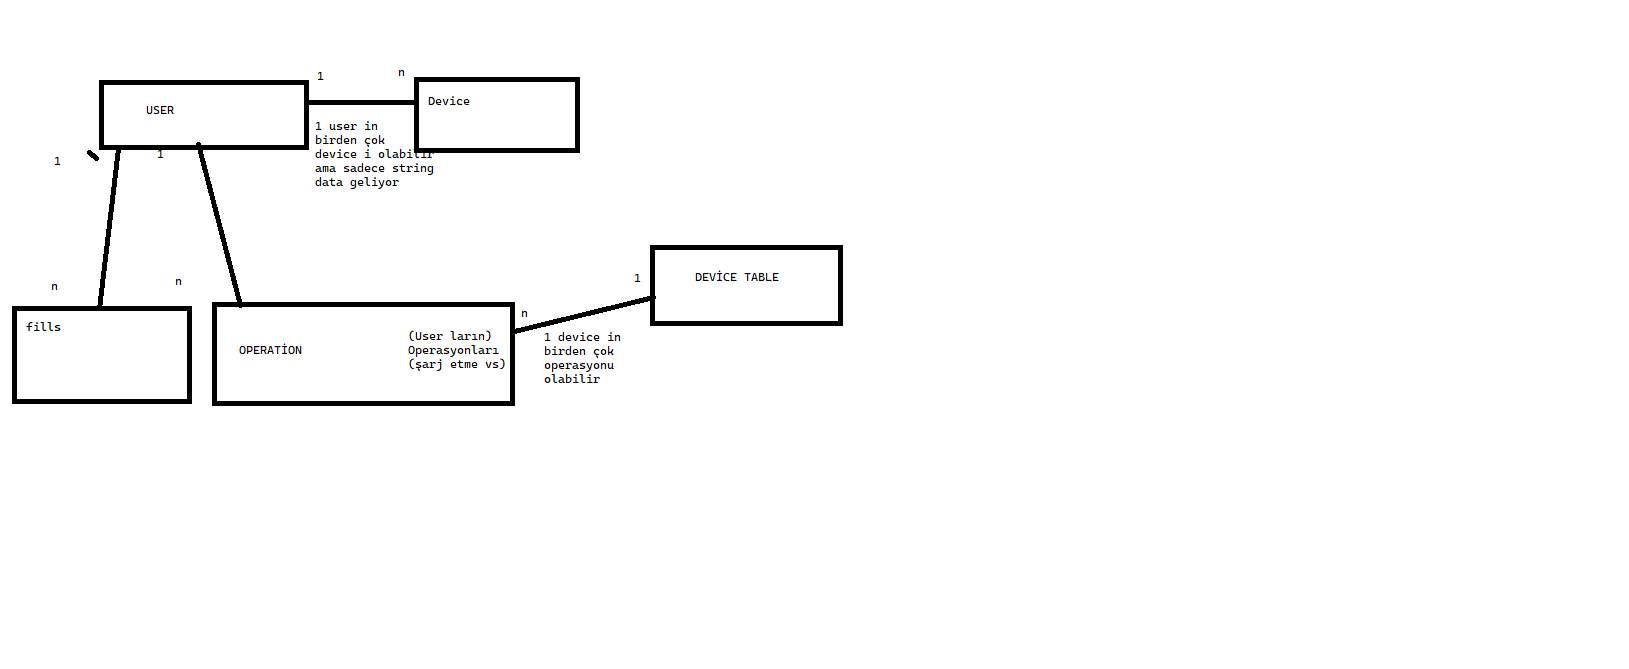 1
n
USER
Device
1 user in
birden çok
device i olabilir
ama sadece string
data geliyor
1
1
n
n
fills
OPERATİON
(User ların)
Operasyonları
(şarj etme vs)
DEVİCE TABLE
1
n
1 device in
birden çok
operasyonu
olabilir